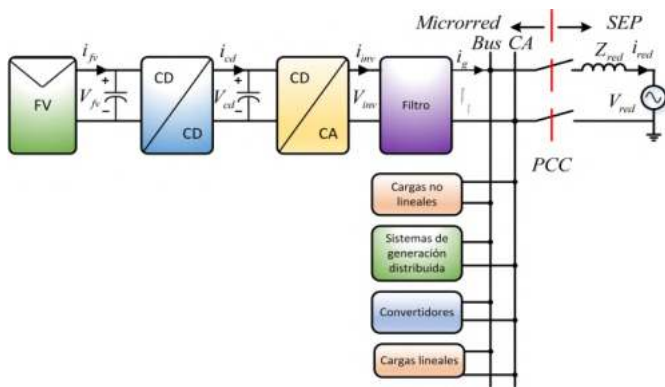 Microrred
SEP
Bus CA
i_fv
i_cd
i_inv
i_g
Z_red
i_red
+
+
FV
V_fv
-
CD
CD
V_cd
-
CD
CA
V_inv
Filtro
V_red
PCC
Cargas no
lineales
Sistemas de
generación
distribuida
Convertidores
Cargas lineales